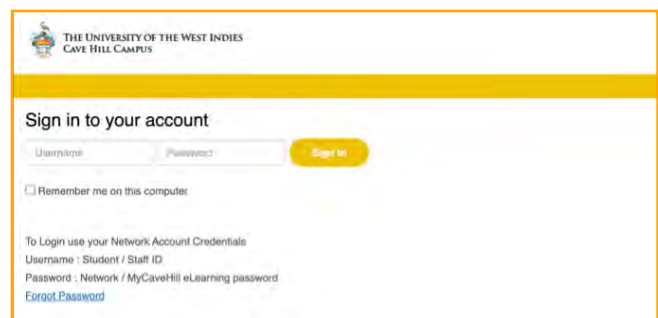 THE UNIVERSITY OF THE WEST INDIES
CAVE HILL CAMPUS
Sign in to your account
Username Password Sign In
Remember me on this computer
To Login use your Network Account Credentials
Username : Student / Staff ID
Password : Network / MyCaveHill eLearning password
Forgot Password